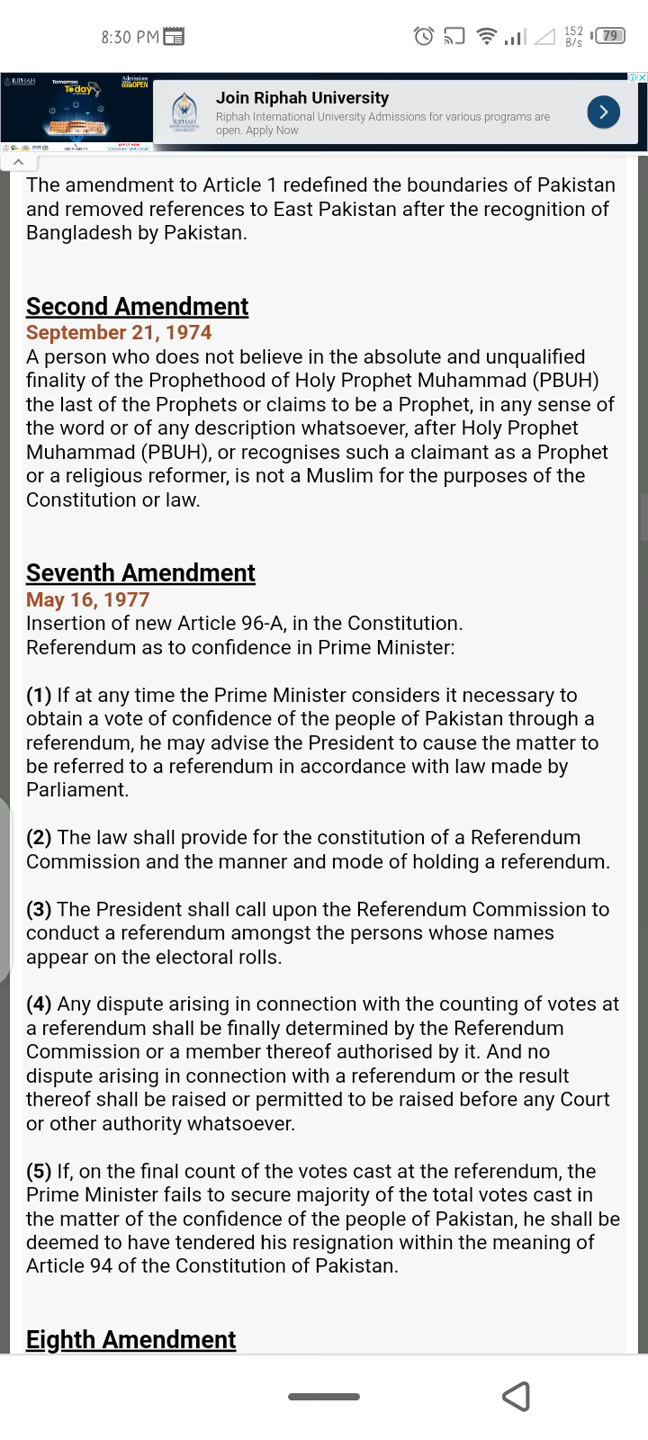 8:30 PM
152
B/s
79
RIPHAH
Tomorrow
Today
Admissions
OPEN
Join Riphah University
Riphah International University Admissions for various programs are
open. Apply Now
The amendment to Article 1 redefined the boundaries of Pakistan
and removed references to East Pakistan after the recognition of
Bangladesh by Pakistan.
Second Amendment
September 21, 1974
A person who does not believe in the absolute and unqualified
finality of the Prophethood of Holy Prophet Muhammad (PBUH)
the last of the Prophets or claims to be a Prophet, in any sense of
the word or of any description whatsoever, after Holy Prophet
Muhammad (PBUH), or recognises such a claimant as a Prophet
or a religious reformer, is not a Muslim for the purposes of the
Constitution or law.
Seventh Amendment
May 16, 1977
Insertion of new Article 96-A, in the Constitution.
Referendum as to confidence in Prime Minister:
(1) If at any time the Prime Minister considers it necessary to
obtain a vote of confidence of the people of Pakistan through a
referendum, he may advise the President to cause the matter to
be referred to a referendum in accordance with law made by
Parliament.
(2) The law shall provide for the constitution of a Referendum
Commission and the manner and mode of holding a referendum.
(3) The President shall call upon the Referendum Commission to
conduct a referendum amongst the persons whose names
appear on the electoral rolls.
(4) Any dispute arising in connection with the counting of votes at
a referendum shall be finally determined by the Referendum
Commission or a member thereof authorised by it. And no
dispute arising in connection with a referendum or the result
thereof shall be raised or permitted to be raised before any Court
or other authority whatsoever.
(5) If, on the final count of the votes cast at the referendum, the
Prime Minister fails to secure majority of the total votes cast in
the matter of the confidence of the people of Pakistan, he shall be
deemed to have tendered his resignation within the meaning of
Article 94 of the Constitution of Pakistan.
Eighth Amendment